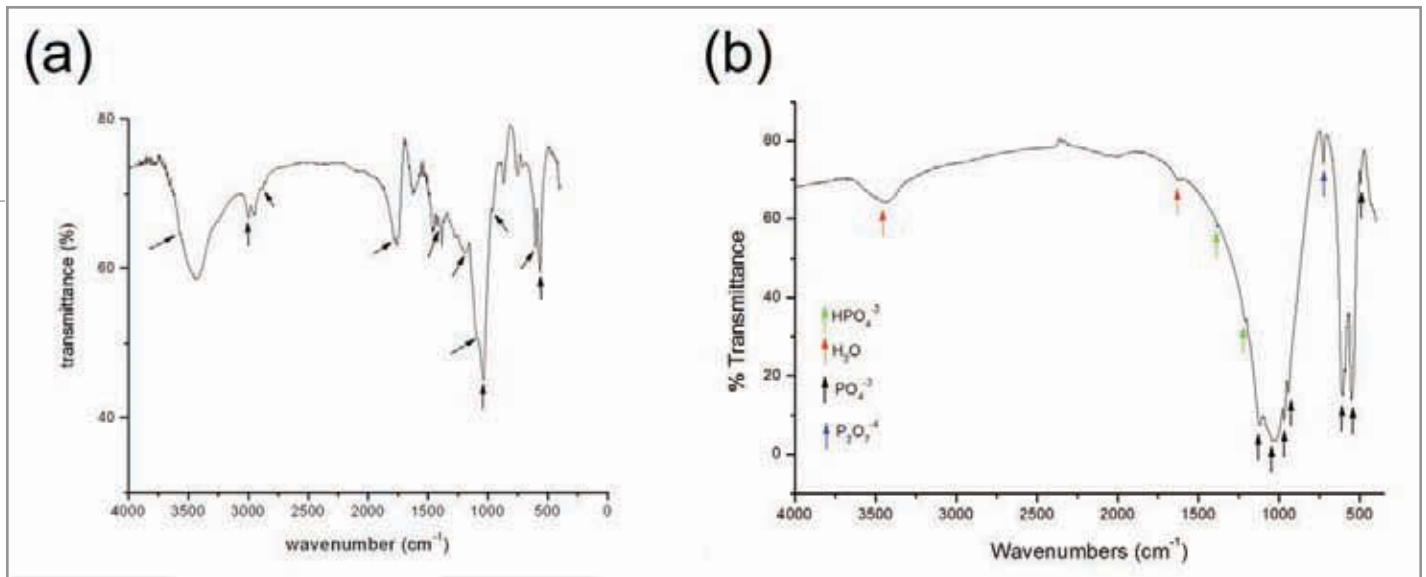 (a)
80
60
40
transmittance (%)
4000 3500 3000 2500 2000 1500 1000 500 0
wavenumber (cm⁻¹)
(b)
80
60
40
20
0
% Transmittance
HPO₄⁻³
H₂O
PO₄⁻³
P₂O₇⁻⁴
4000 3500 3000 2500 2000 1500 1000 500
Wavenumbers (cm⁻¹)